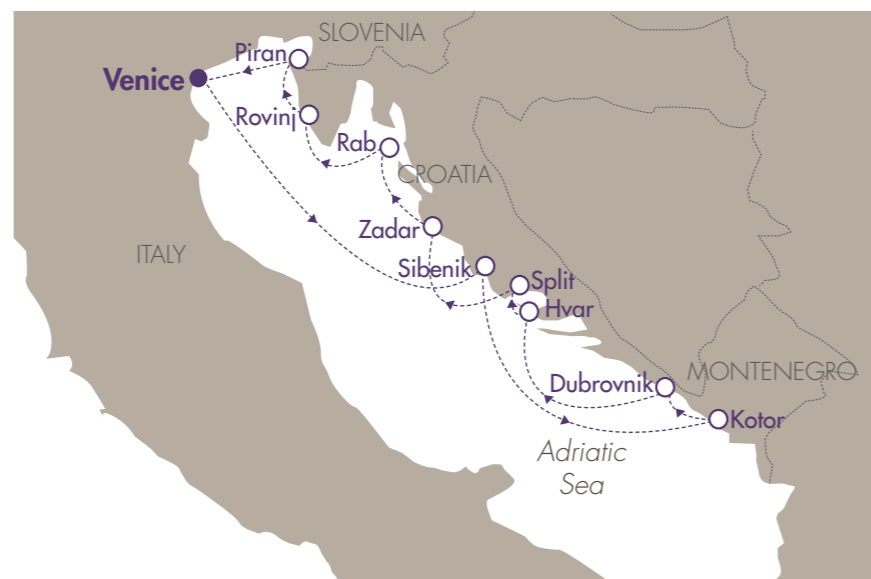 SLOVENIA
Piran
Venice
Rovinj
Rab
CROATIA
Zadar
ITALY
Sibenik
Split
Hvar
MONTENEGRO
Dubrovnik
Kotor
Adriatic
Sea